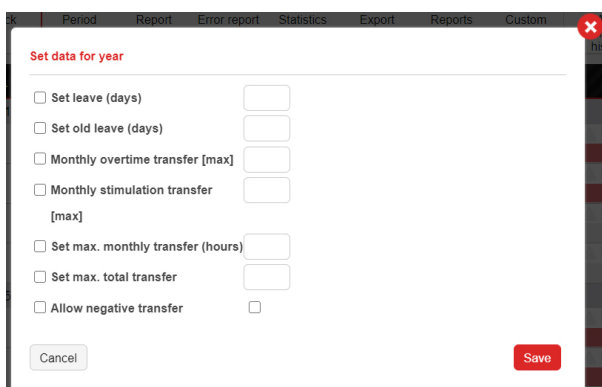 ck Period Report Error report Statistics Export Reports Custom
hi
Set data for year
Set leave (days)
Set old leave (days)
Monthly overtime transfer [max]
Monthly stimulation transfer
[max]
Set max. monthly transfer (hours)
Set max. total transfer
Allow negative transfer
Cancel Save